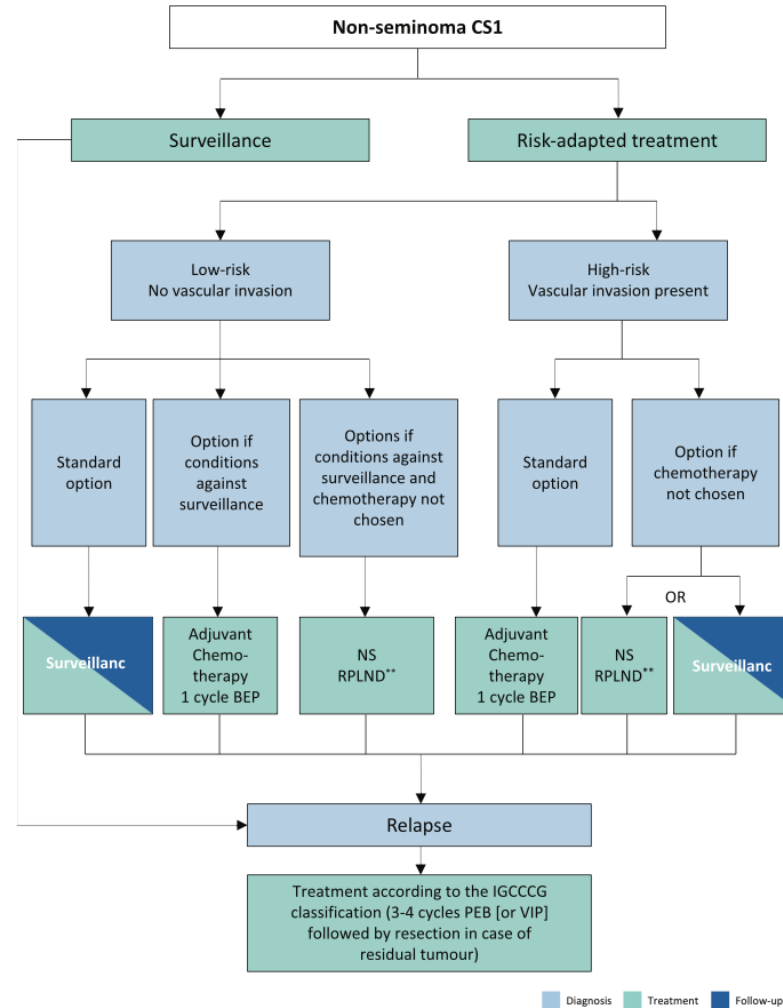 Non-seminoma CS1
Surveillance
Risk-adapted treatment
Low-risk
No vascular invasion
High-risk
Vascular invasion present
Standard
option
Option if
conditions
against
surveillance
Options if
conditions against
surveillance and
chemotherapy not
chosen
Standard
option
Option if
chemotherapy
not chosen
OR
Surveillanc
Adjuvant
Chemo-
therapy
1 cycle BEP
NS
RPLND**
Adjuvant
Chemo-
therapy
1 cycle BEP
NS
RPLND**
Surveillanc
Relapse
Treatment according to the IGCCCG
classification (3-4 cycles PEB [or VIP]
followed by resection in case of
residual tumour)
Diagnosis Treatment Follow-up